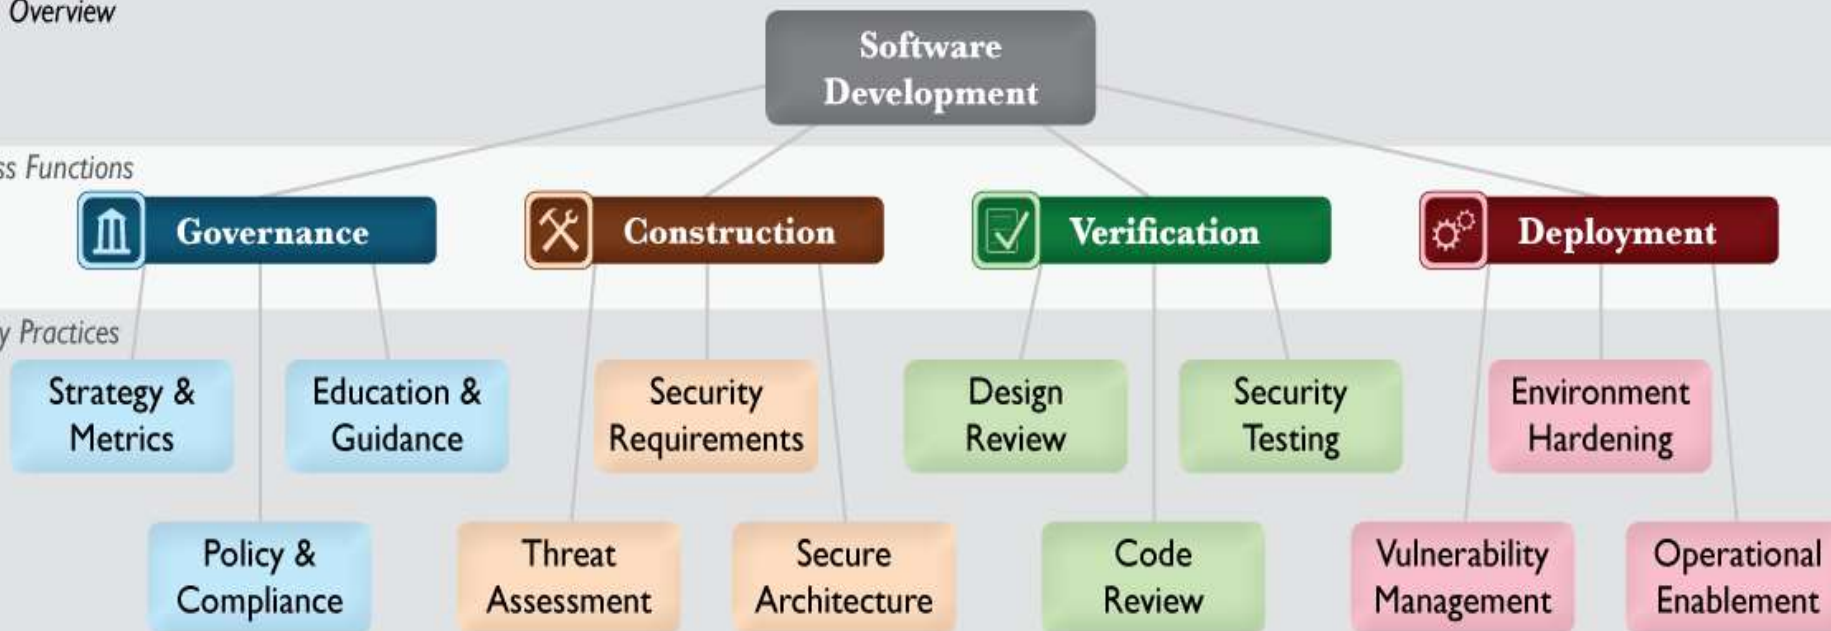 Overview
Software
Development
ss Functions
Governance
Construction
Verification
Deployment
y Practices
Strategy &
Metrics
Education &
Guidance
Security
Requirements
Design
Review
Security
Testing
Environment
Hardening
Policy &
Compliance
Threat
Assessment
Secure
Architecture
Code
Review
Vulnerability
Management
Operational
Enablement